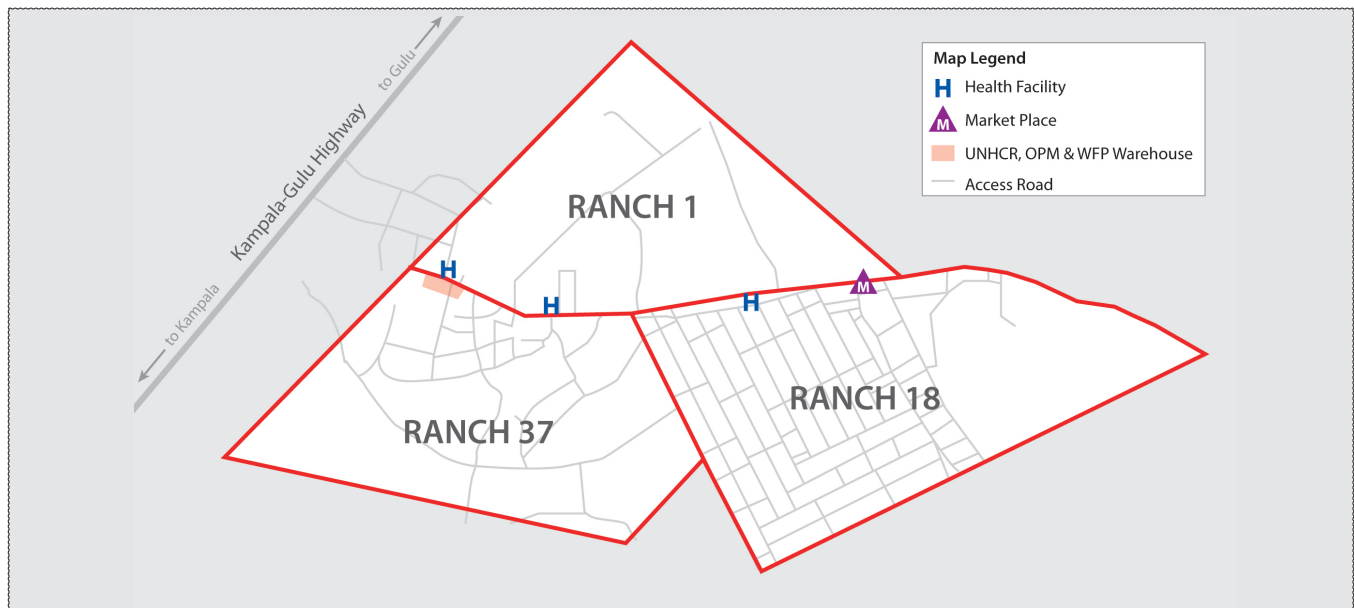 to Gulu
Kampala-Gulu Highway
to Kampala
Map Legend
H Health Facility
M Market Place
UNHCR, OPM & WFP Warehouse
Access Road
RANCH 1
H
H
H
M
RANCH 18
RANCH 37